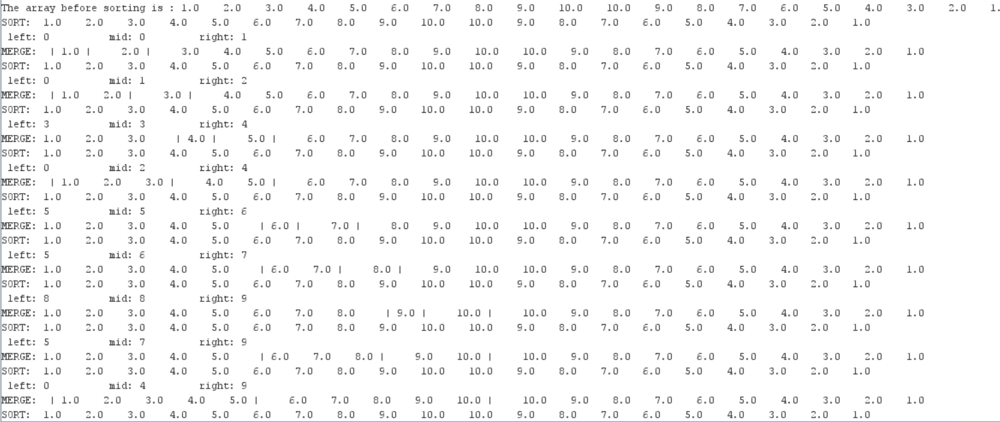 The array before sorting is : 1.0 2.0 3.0 4.0 5.0 6.0 7.0 8.0 9.0 10.0 10.0 9.0 8.0 7.0 6.0 5.0 4.0 3.0 2.0 1.
SORT: 1.0 2.0 3.0 4.0 5.0 6.0 7.0 8.0 9.0 10.0 10.0 9.0 8.0 7.0 6.0 5.0 4.0 3.0 2.0 1.0
left: 0 mid: 0 right: 1
MERGE: | 1.0 | 2.0 | 3.0 4.0 5.0 6.0 7.0 8.0 9.0 10.0 10.0 9.0 8.0 7.0 6.0 5.0 4.0 3.0 2.0 1.0
SORT: 1.0 2.0 3.0 4.0 5.0 6.0 7.0 8.0 9.0 10.0 10.0 9.0 8.0 7.0 6.0 5.0 4.0 3.0 2.0 1.0
left: 0 mid: 1 right: 2
MERGE: | 1.0 2.0 | 3.0 | 4.0 5.0 6.0 7.0 8.0 9.0 10.0 10.0 9.0 8.0 7.0 6.0 5.0 4.0 3.0 2.0 1.0
SORT: 1.0 2.0 3.0 4.0 5.0 6.0 7.0 8.0 9.0 10.0 10.0 9.0 8.0 7.0 6.0 5.0 4.0 3.0 2.0 1.0
left: 3 mid: 3 right: 4
MERGE: 1.0 2.0 3.0 | 4.0 | 5.0 | 6.0 7.0 8.0 9.0 10.0 10.0 9.0 8.0 7.0 6.0 5.0 4.0 3.0 2.0 1.0
SORT: 1.0 2.0 3.0 4.0 5.0 6.0 7.0 8.0 9.0 10.0 10.0 9.0 8.0 7.0 6.0 5.0 4.0 3.0 2.0 1.0
left: 0 mid: 2 right: 4
MERGE: | 1.0 2.0 3.0 | 4.0 5.0 | 6.0 7.0 8.0 9.0 10.0 10.0 9.0 8.0 7.0 6.0 5.0 4.0 3.0 2.0 1.0
SORT: 1.0 2.0 3.0 4.0 5.0 6.0 7.0 8.0 9.0 10.0 10.0 9.0 8.0 7.0 6.0 5.0 4.0 3.0 2.0 1.0
left: 5 mid: 5 right: 6
MERGE: 1.0 2.0 3.0 4.0 5.0 | 6.0 | 7.0 | 8.0 9.0 10.0 10.0 9.0 8.0 7.0 6.0 5.0 4.0 3.0 2.0 1.0
SORT: 1.0 2.0 3.0 4.0 5.0 6.0 7.0 8.0 9.0 10.0 10.0 9.0 8.0 7.0 6.0 5.0 4.0 3.0 2.0 1.0
left: 5 mid: 6 right: 7
MERGE: 1.0 2.0 3.0 4.0 5.0 | 6.0 7.0 | 8.0 | 9.0 10.0 10.0 9.0 8.0 7.0 6.0 5.0 4.0 3.0 2.0 1.0
SORT: 1.0 2.0 3.0 4.0 5.0 6.0 7.0 8.0 9.0 10.0 10.0 9.0 8.0 7.0 6.0 5.0 4.0 3.0 2.0 1.0
left: 8 mid: 8 right: 9
MERGE: 1.0 2.0 3.0 4.0 5.0 6.0 7.0 8.0 | 9.0 | 10.0 | 10.0 9.0 8.0 7.0 6.0 5.0 4.0 3.0 2.0 1.0
SORT: 1.0 2.0 3.0 4.0 5.0 6.0 7.0 8.0 9.0 10.0 10.0 9.0 8.0 7.0 6.0 5.0 4.0 3.0 2.0 1.0
left: 5 mid: 7 right: 9
MERGE: 1.0 2.0 3.0 4.0 5.0 | 6.0 7.0 8.0 | 9.0 10.0 | 10.0 9.0 8.0 7.0 6.0 5.0 4.0 3.0 2.0 1.0
SORT: 1.0 2.0 3.0 4.0 5.0 6.0 7.0 8.0 9.0 10.0 10.0 9.0 8.0 7.0 6.0 5.0 4.0 3.0 2.0 1.0
left: 0 mid: 4 right: 9
MERGE: | 1.0 2.0 3.0 4.0 5.0 | 6.0 7.0 8.0 9.0 10.0 | 10.0 9.0 8.0 7.0 6.0 5.0 4.0 3.0 2.0 1.0
SORT: 1.0 2.0 3.0 4.0 5.0 6.0 7.0 8.0 9.0 10.0 10.0 9.0 8.0 7.0 6.0 5.0 4.0 3.0 2.0 1.0